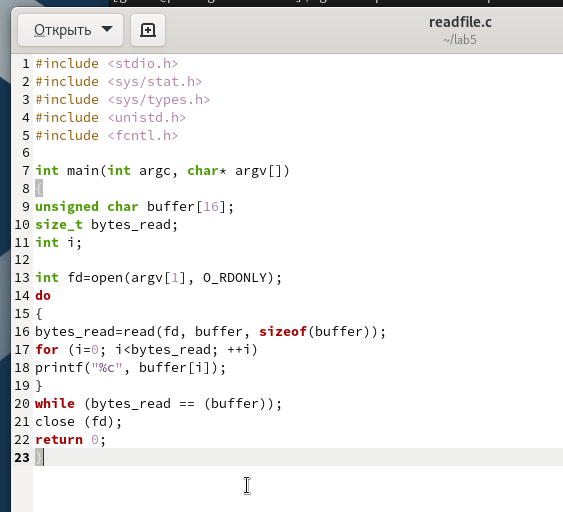 readfile.c
Открыть
~/lab5
1 #include <stdio.h>
2 #include <sys/stat.h>
3 #include <sys/types.h>
4 #include <unistd.h>
5 #include <fcntl.h>
6
7 int main(int argc, char* argv[])
8 {
9 unsigned char buffer[16];
10 size_t bytes_read;
11 int i;
12
13 int fd=open(argv[1], O_RDONLY);
14 do
15 {
16 bytes_read=read(fd, buffer, sizeof(buffer));
17 for (i=0; i<bytes_read; ++i)
18 printf("%c", buffer[i]);
19 }
20 while (bytes_read == (buffer));
21 close (fd);
22 return 0;
23 }